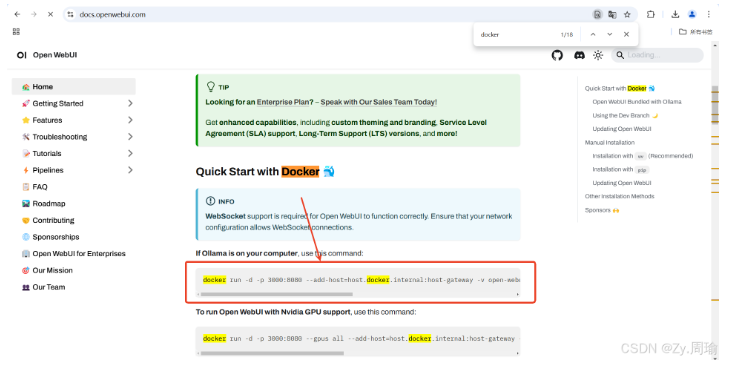 docs.openwebui.com
docker
1/18
所有书签
Open WebUI
Loading...
Home
Getting Started
Features
Troubleshooting
Tutorials
Pipelines
FAQ
Roadmap
Contributing
Sponsorships
Open WebUI for Enterprises
Our Mission
Our Team
TIP
Looking for an Enterprise Plan? – Speak with Our Sales Team Today!
Get enhanced capabilities, including custom theming and branding, Service Level
Agreement (SLA) support, Long-Term Support (LTS) versions, and more!
Quick Start with Docker
INFO
WebSocket support is required for Open WebUI to function correctly. Ensure that your network
configuration allows WebSocket connections.
If Ollama is on your computer, use this command:
docker run -d -p 3000:8080 --add-host=host.docker.internal:host-gateway -v open-web
To run Open WebUI with Nvidia GPU support, use this command:
docker run -d -p 3000:8080 --gpus all --add-host=host.docker.internal:host-gateway
Quick Start with Docker
Open WebUI Bundled with Ollama
Using the Dev Branch
Updating Open WebUI
Manual Installation
Installation with uv (Recommended)
Installation with pip
Updating Open WebUI
Other Installation Methods
Sponsors
CSDN @Zy.周瑜